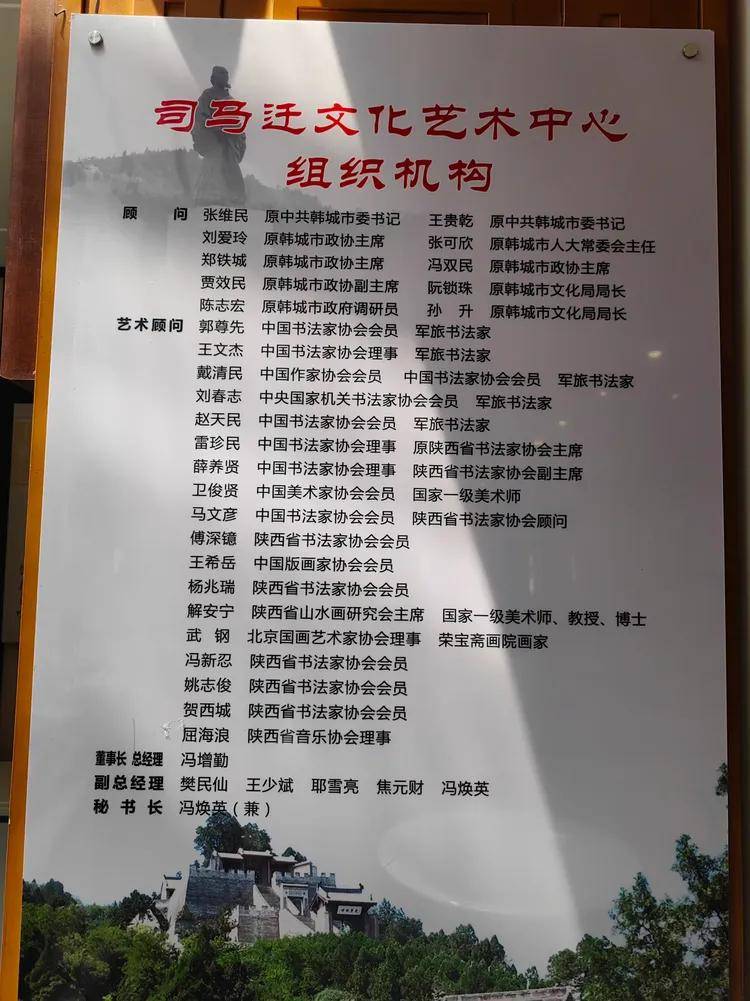 司马迁文化艺术中心
组织机构
顾 问 张维民 原中共韩城市委书记 王贵乾 原中共韩城市委书记
刘爱玲 原韩城市政协主席 张可欣 原韩城市人大常委会主任
郑铁城 原韩城市政协主席 冯双民 原韩城市政协主席
贾效民 原韩城市政协副主席 阮锁珠 原韩城市文化局局长
陈志宏 原韩城市政府调研员 孙 升 原韩城市文化局局长
艺术顾问 郭尊先 中国书法家协会会员 军旅书法家
王文杰 中国书法家协会理事 军旅书法家
戴清民 中国作家协会会员 中国书法家协会会员 军旅书法家
刘春志 中央国家机关书法家协会会员 军旅书法家
赵天民 中国书法家协会会员 军旅书法家
雷珍民 中国书法家协会理事 原陕西省书法家协会主席
薛养贤 中国书法家协会理事 陕西省书法家协会副主席
卫俊贤 中国美术家协会会员 国家一级美术师
马文彦 中国书法家协会会员 陕西省书法家协会顾问
傅深镱 陕西省书法家协会会员
王希岳 中国版画家协会会员
杨兆瑞 陕西省书法家协会会员
解安宁 陕西省山水画研究会主席 国家一级美术师、教授、博士
武 钢 北京国画艺术家协会理事 荣宝斋画院画家
冯新忍 陕西省书法家协会会员
姚志俊 陕西省书法家协会会员
贺西城 陕西省书法家协会会员
屈海浪 陕西省音乐协会理事
董事长 总经理 冯增勤
副总经理 樊民仙 王少斌 耶雪亮 焦元财 冯焕英
秘 书 长 冯焕英(兼)